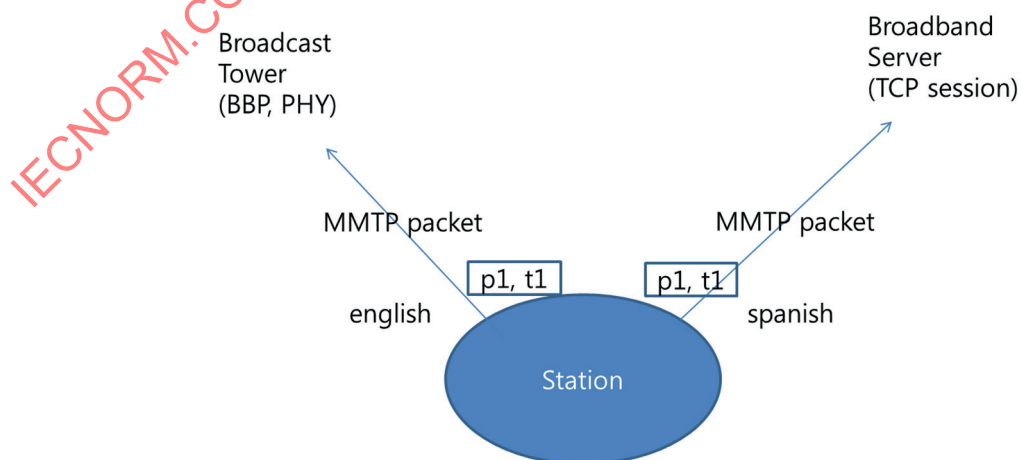 IECNORM.CO
Broadcast
Tower
(BBP, PHY)
Broadband
Server
(TCP session)
MMTP packet
MMTP packet
p1, t1
p1, t1
english
spanish
Station